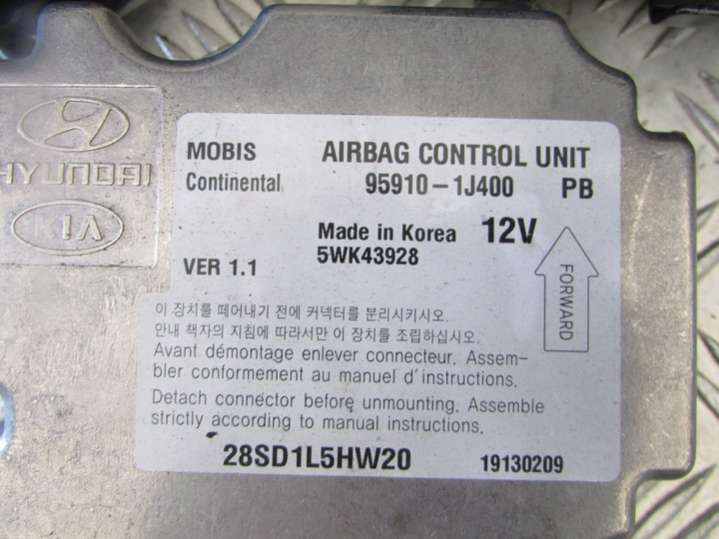 HYUNDAI
KIA
MOBIS AIRBAG CONTROL UNIT
Continental 95910-1J400 PB
Made in Korea 12V
VER 1.1 5WK43928
FORWARD
이 장치를 떼어내기 전에 커넥터를 분리시키시오.
안내 책자의 지침에 따라서만 이 장치를 조립하십시오.
Avant démontage enlever connecteur. Assem-
bler conformement au manuel d'instructions.
Detach connector before unmounting. Assemble
strictly according to manual instructions.
28SD1L5HW20 19130209